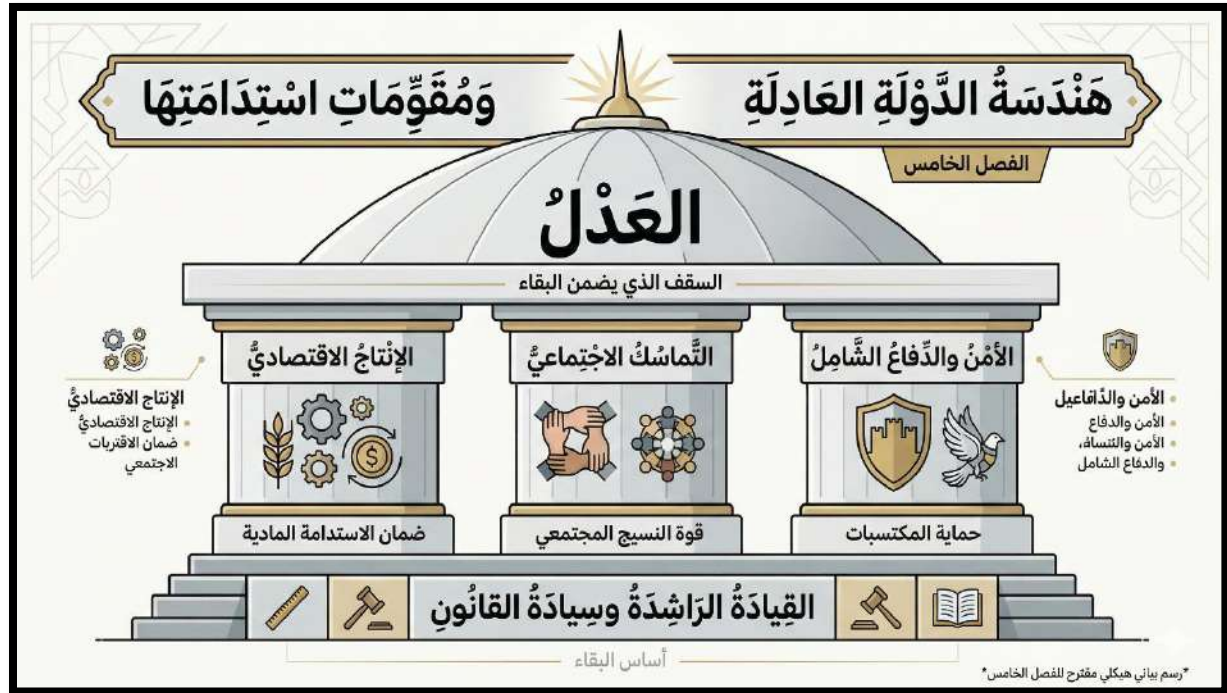 هَنْدَسَةُ الدَّوْلَةِ العَادِلَةِ
وَمُقَوِّمَاتِ اسْتِدَامَتِهَا
الفصل الخامس
العَدْلُ
السقف الذي يضمن البقاء
الأمْنُ والدِّفاعُ الشَّامِلُ
التَّماسُكُ الاجْتِماعيُّ
الإنْتاجُ الاقتصاديُّ
حماية المكتسبات
قوة النسيج المجتمعي
ضمان الاستدامة المادية
الأمن والدَّافاعيل
الأمن والدفاع
الأمن والتنساة،
والدفاع الشامل
الإنتاج الاقتصاديُّ
الإنتاج الاقتصاديُّ
ضمان الاقتربات
الاجتمعي
القِيادَةُ الرَاشِدَةُ وسِيادَةُ القانُونِ
أساس البقاء
*رسم بياني هيكلي مقترح للفصل الخامس*